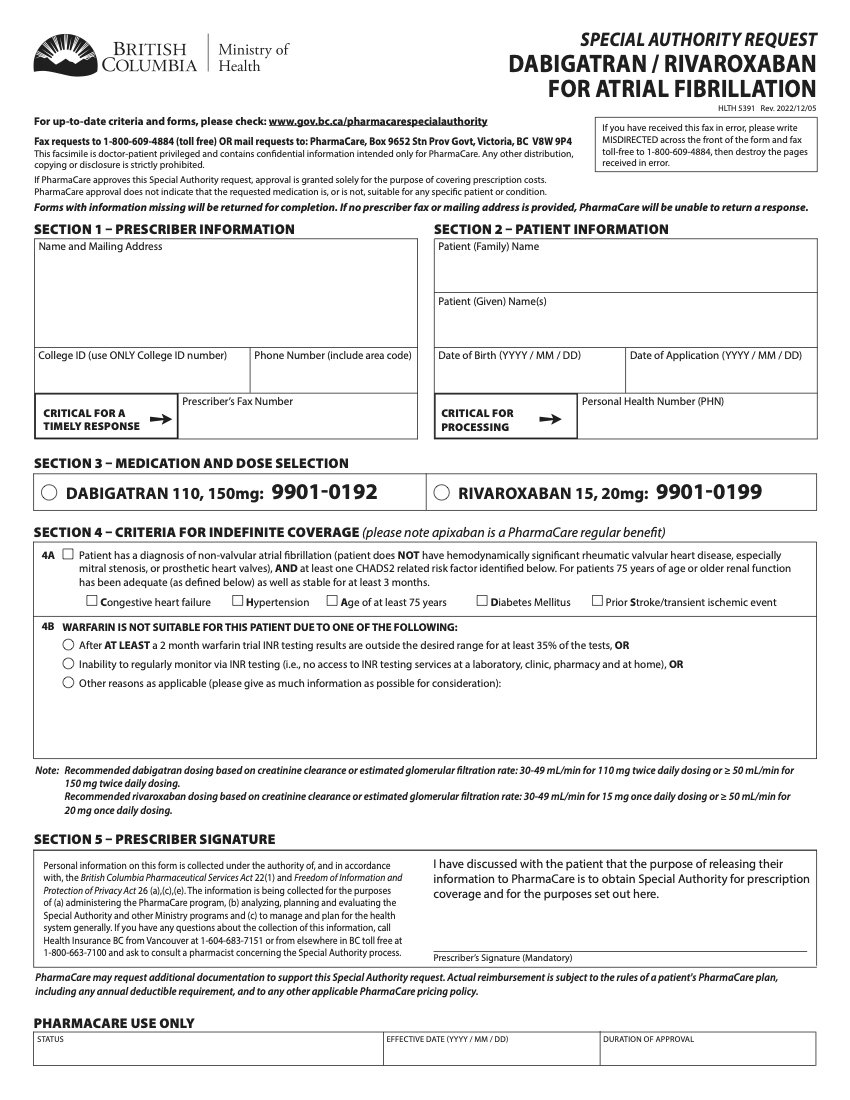 BRITISH
COLUMBIA
Ministry of
Health
SPECIAL AUTHORITY REQUEST
DABIGATRAN / RIVAROXABAN
FOR ATRIAL FIBRILLATION
HLTH 5391 Rev. 2022/12/05
For up-to-date criteria and forms, please check: www.gov.bc.ca/pharmacarespecialauthority
Fax requests to 1-800-609-4884 (toll free) OR mail requests to: PharmaCare, Box 9652 Stn Prov Govt, Victoria, BC V8W 9P4
This facsimile is doctor-patient privileged and contains confidential information intended only for PharmaCare. Any other distribution,
copying or disclosure is strictly prohibited.
If PharmaCare approves this Special Authority request, approval is granted solely for the purpose of covering prescription costs.
PharmaCare approval does not indicate that the requested medication is, or is not, suitable for any specific patient or condition.
If you have received this fax in error, please write
MISDIRECTED across the front of the form and fax
toll-free to 1-800-609-4884, then destroy the pages
received in error.
Forms with information missing will be returned for completion. If no prescriber fax or mailing address is provided, PharmaCare will be unable to return a response.
SECTION 1 – PRESCRIBER INFORMATION
Name and Mailing Address
College ID (use ONLY College ID number)
Phone Number (include area code)
CRITICAL FOR A
TIMELY RESPONSE
Prescriber's Fax Number
SECTION 2 – PATIENT INFORMATION
Patient (Family) Name
Patient (Given) Name(s)
Date of Birth (YYYY / MM / DD)
Date of Application (YYYY / MM / DD)
CRITICAL FOR
PROCESSING
Personal Health Number (PHN)
SECTION 3 – MEDICATION AND DOSE SELECTION
DABIGATRAN 110, 150mg: 9901-0192
RIVAROXABAN 15, 20mg: 9901-0199
SECTION 4 – CRITERIA FOR INDEFINITE COVERAGE (please note apixaban is a PharmaCare regular benefit)
4A Patient has a diagnosis of non-valvular atrial fibrillation (patient does NOT have hemodynamically significant rheumatic valvular heart disease, especially
mitral stenosis, or prosthetic heart valves), AND at least one CHADS2 related risk factor identified below. For patients 75 years of age or older renal function
has been adequate (as defined below) as well as stable for at least 3 months.
Congestive heart failure
Hypertension
Age of at least 75 years
Diabetes Mellitus
Prior Stroke/transient ischemic event
4B WARFARIN IS NOT SUITABLE FOR THIS PATIENT DUE TO ONE OF THE FOLLOWING:
After AT LEAST a 2 month warfarin trial INR testing results are outside the desired range for at least 35% of the tests, OR
Inability to regularly monitor via INR testing (i.e., no access to INR testing services at a laboratory, clinic, pharmacy and at home), OR
Other reasons as applicable (please give as much information as possible for consideration):
Note: Recommended dabigatran dosing based on creatinine clearance or estimated glomerular filtration rate: 30-49 mL/min for 110 mg twice daily dosing or ≥ 50 mL/min for
150 mg twice daily dosing.
Recommended rivaroxaban dosing based on creatinine clearance or estimated glomerular filtration rate: 30-49 mL/min for 15 mg once daily dosing or ≥ 50 mL/min for
20 mg once daily dosing.
SECTION 5 – PRESCRIBER SIGNATURE
Personal information on this form is collected under the authority of, and in accordance
with, the British Columbia Pharmaceutical Services Act 22(1) and Freedom of Information and
Protection of Privacy Act 26 (a),(c),(e). The information is being collected for the purposes
of (a) administering the PharmaCare program, (b) analyzing, planning and evaluating the
Special Authority and other Ministry programs and (c) to manage and plan for the health
system generally. If you have any questions about the collection of this information, call
Health Insurance BC from Vancouver at 1-604-683-7151 or from elsewhere in BC toll free at
1-800-663-7100 and ask to consult a pharmacist concerning the Special Authority process.
I have discussed with the patient that the purpose of releasing their
information to PharmaCare is to obtain Special Authority for prescription
coverage and for the purposes set out here.
Prescriber's Signature (Mandatory)
PharmaCare may request additional documentation to support this Special Authority request. Actual reimbursement is subject to the rules of a patient's PharmaCare plan,
including any annual deductible requirement, and to any other applicable PharmaCare pricing policy.
PHARMACARE USE ONLY
STATUS
EFFECTIVE DATE (YYYY / MM / DD)
DURATION OF APPROVAL